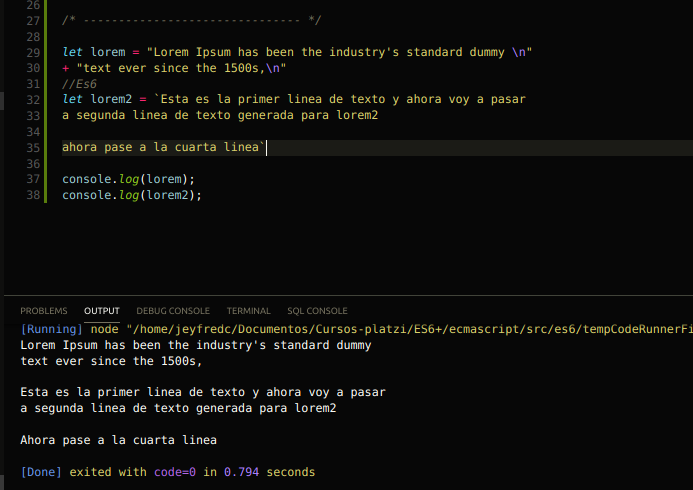 26
27 /* ------------------------------- */
28
29 let lorem = "Lorem Ipsum has been the industry's standard dummy \n"
30 + "text ever since the 1500s,\n"
31 //Es6
32 let lorem2 = `Esta es la primer linea de texto y ahora voy a pasar
33 a segunda linea de texto generada para lorem2
34
35 ahora pase a la cuarta linea`
36
37 console.log(lorem);
38 console.log(lorem2);
PROBLEMS OUTPUT DEBUG CONSOLE TERMINAL SQL CONSOLE
[Running] node "/home/jeyfredc/Documentos/Cursos-platzi/ES6+/ecmascript/src/es6/tempCodeRunnerFi
Lorem Ipsum has been the industry's standard dummy
text ever since the 1500s,
Esta es la primer linea de texto y ahora voy a pasar
a segunda linea de texto generada para lorem2
Ahora pase a la cuarta linea
[Done] exited with code=0 in 0.794 seconds